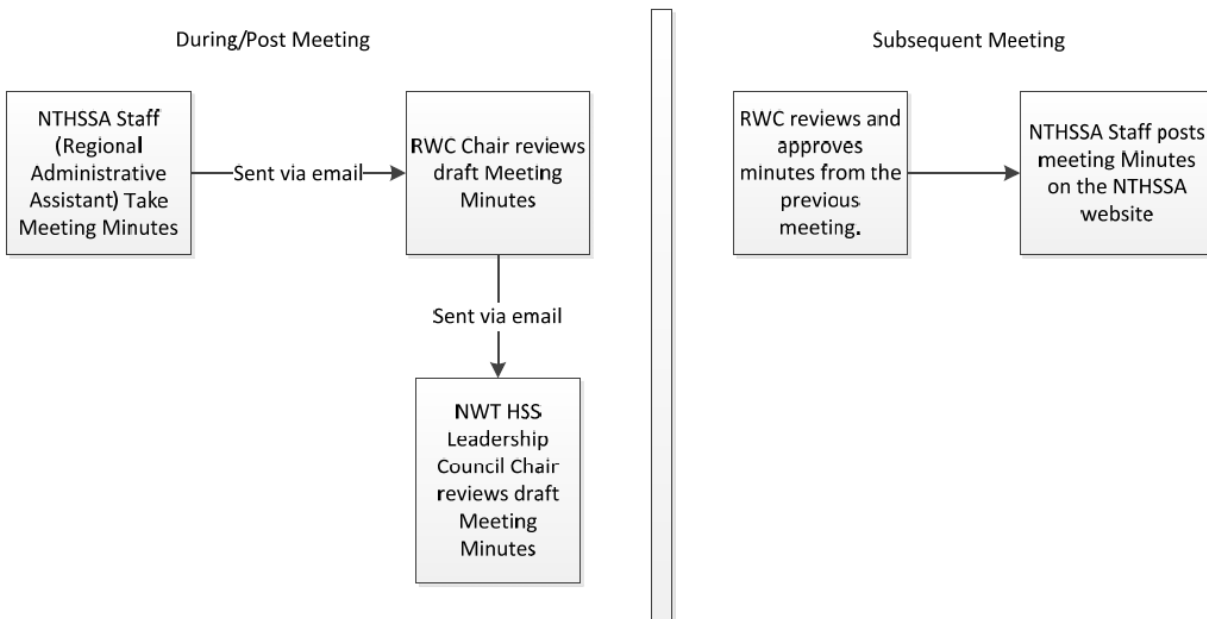 During/Post Meeting
Subsequent Meeting
NTHSSA Staff
(Regional
Administrative
Assistant) Take
Meeting Minutes
Sent via email
RWC Chair reviews
draft Meeting
Minutes
Sent via email
NWT HSS
Leadership
Council Chair
reviews draft
Meeting
Minutes
RWC reviews and
approves
minutes from the
previous
meeting.
NTHSSA Staff posts
meeting Minutes
on the NTHSSA
website